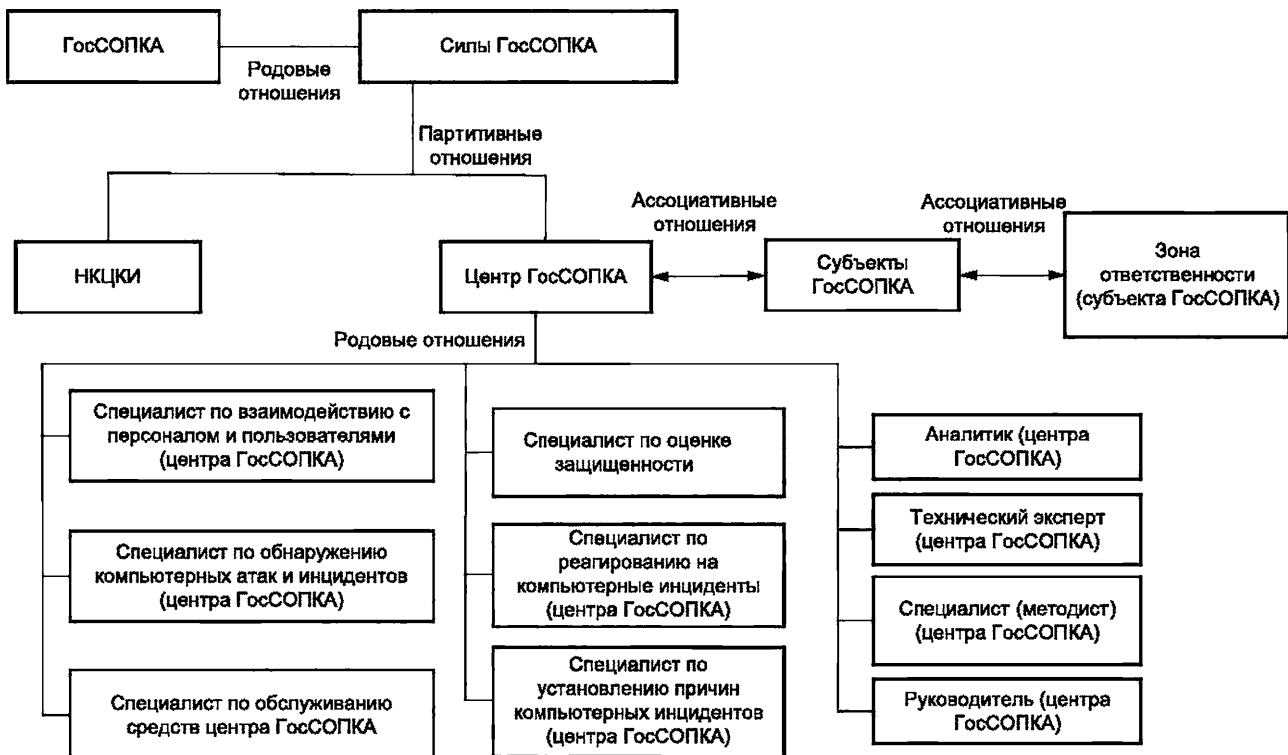 ГосСОПКА
Силы ГосСОПКА
Родовые
отношения
Партитивные
отношения
НКЦКИ
Центр ГосСОПКА
Ассоциативные
отношения
Субъекты
ГосСОПКА
Ассоциативные
отношения
Зона
ответственности
(субъекта ГосСОПКА)
Родовые отношения
Специалист по взаимодействию с
персоналом и пользователями
(центра ГосСОПКА)
Специалист по обнаружению
компьютерных атак и инцидентов
(центра ГосСОПКА)
Специалист по обслуживанию
средств центра ГосСОПКА
Специалист по оценке
защищенности
Специалист по
реагированию на
компьютерные инциденты
(центра ГосСОПКА)
Специалист по
установлению причин
компьютерных инцидентов
(центра ГосСОПКА)
Аналитик (центра
ГосСОПКА)
Технический эксперт
(центра ГосСОПКА)
Специалист (методист)
(центра ГосСОПКА)
Руководитель (центра
ГосСОПКА)